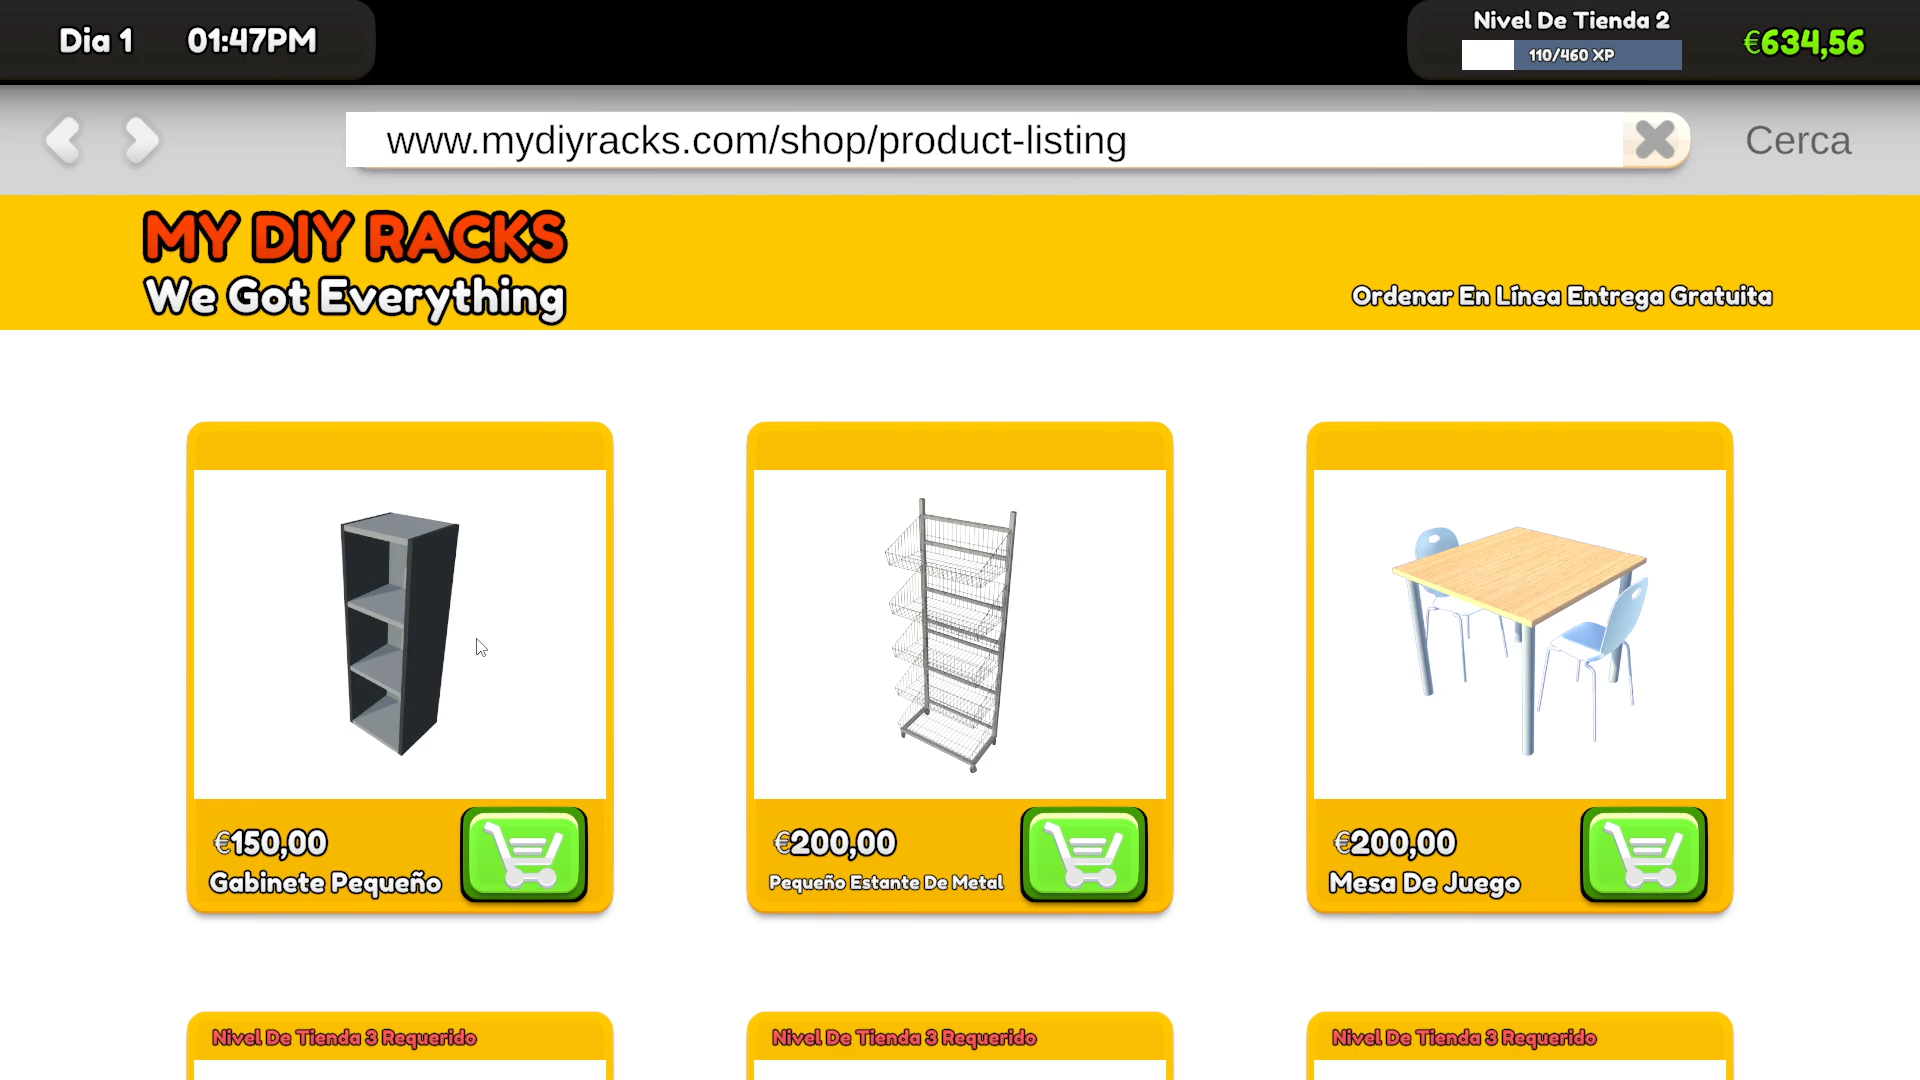 Dia 1
01:47PM
Nivel De Tienda 2
110/460 XP
€634,56
www.mydiyracks.com/shop/product-listing
Cerca
MY DIY RACKS
We Got Everything
Ordenar En Línea Entrega Gratuita
€150,00
Gabinete Pequeño
€200,00
Pequeño Estante De Metal
€200,00
Mesa De Juego
Nivel De Tienda 3 Requerido
Nivel De Tienda 3 Requerido
Nivel De Tienda 3 Requerido